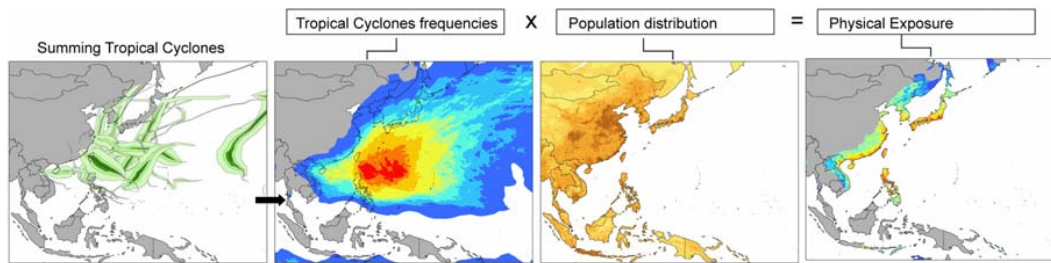 Summing Tropical Cyclones
Tropical Cyclones frequencies
x
Population distribution
=
Physical Exposure